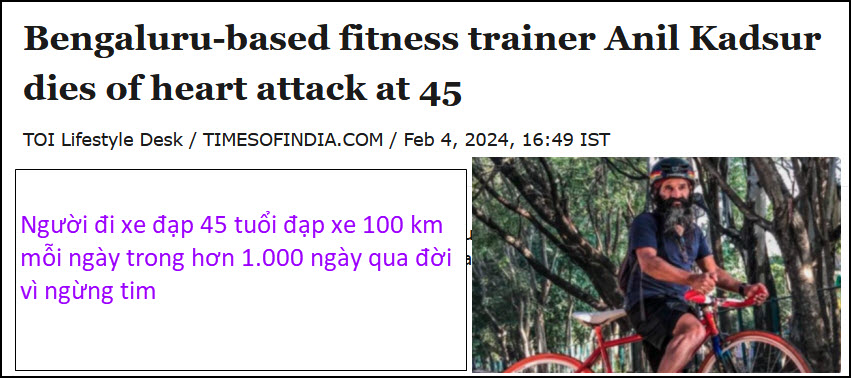 Bengaluru-based fitness trainer Anil Kadsur
dies of heart attack at 45
TOI Lifestyle Desk / TIMESOFINDIA.COM / Feb 4, 2024, 16:49 IST
Người đi xe đạp 45 tuổi đạp xe 100 km
mỗi ngày trong hơn 1.000 ngày qua đời
vì ngừng tim